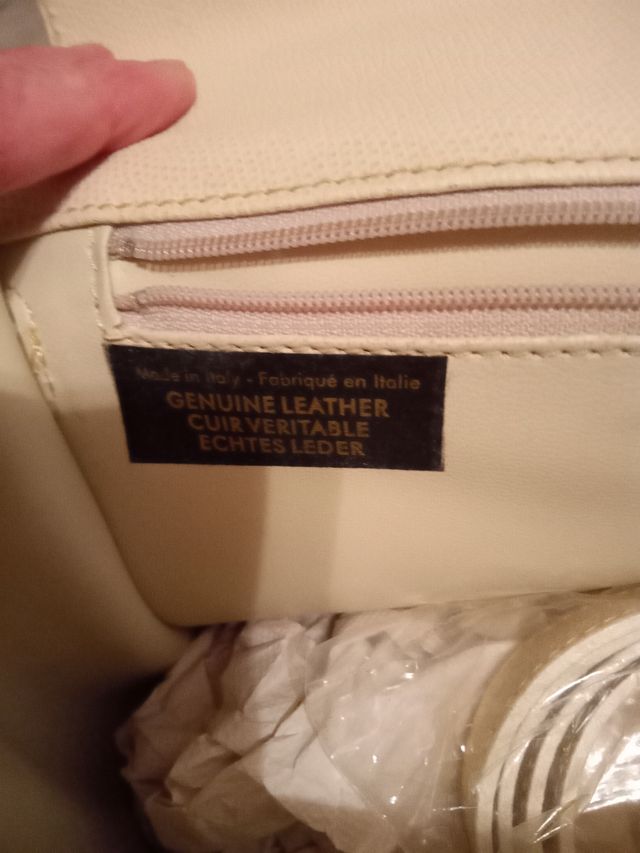 Made in Italy - Fabriqué en Italie
GENUINE LEATHER
CUIR VERITABLE
ECHTES LEDER